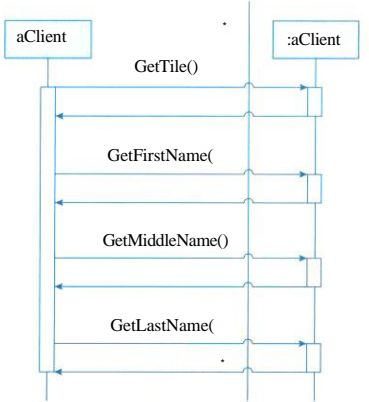 aClient
:aClient
GetTile()
GetFirstName(
GetMiddleName()
GetLastName(